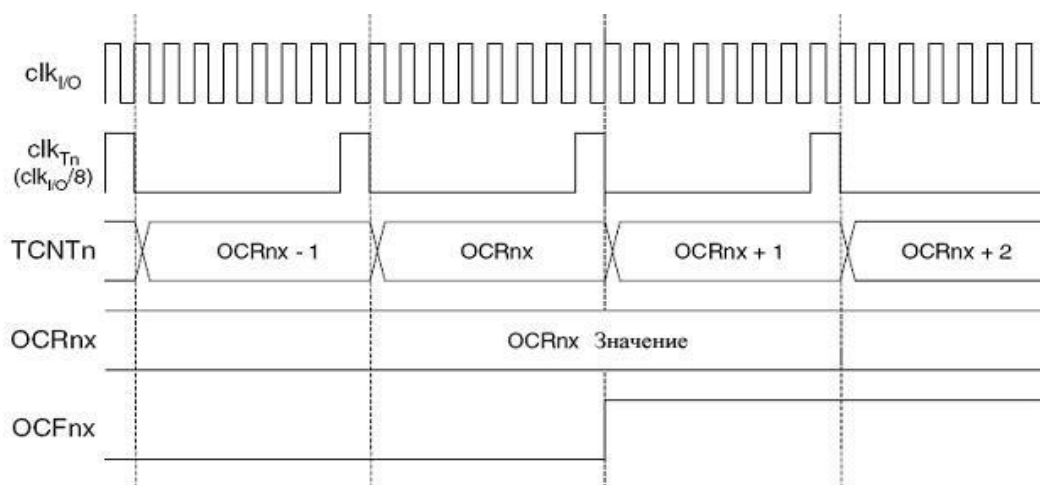 clkI/O
clkTn
(clkI/O/8)
TCNTn
OCRnx - 1
OCRnx
OCRnx + 1
OCRnx + 2
OCRnx
OCRnx Значение
OCFnx